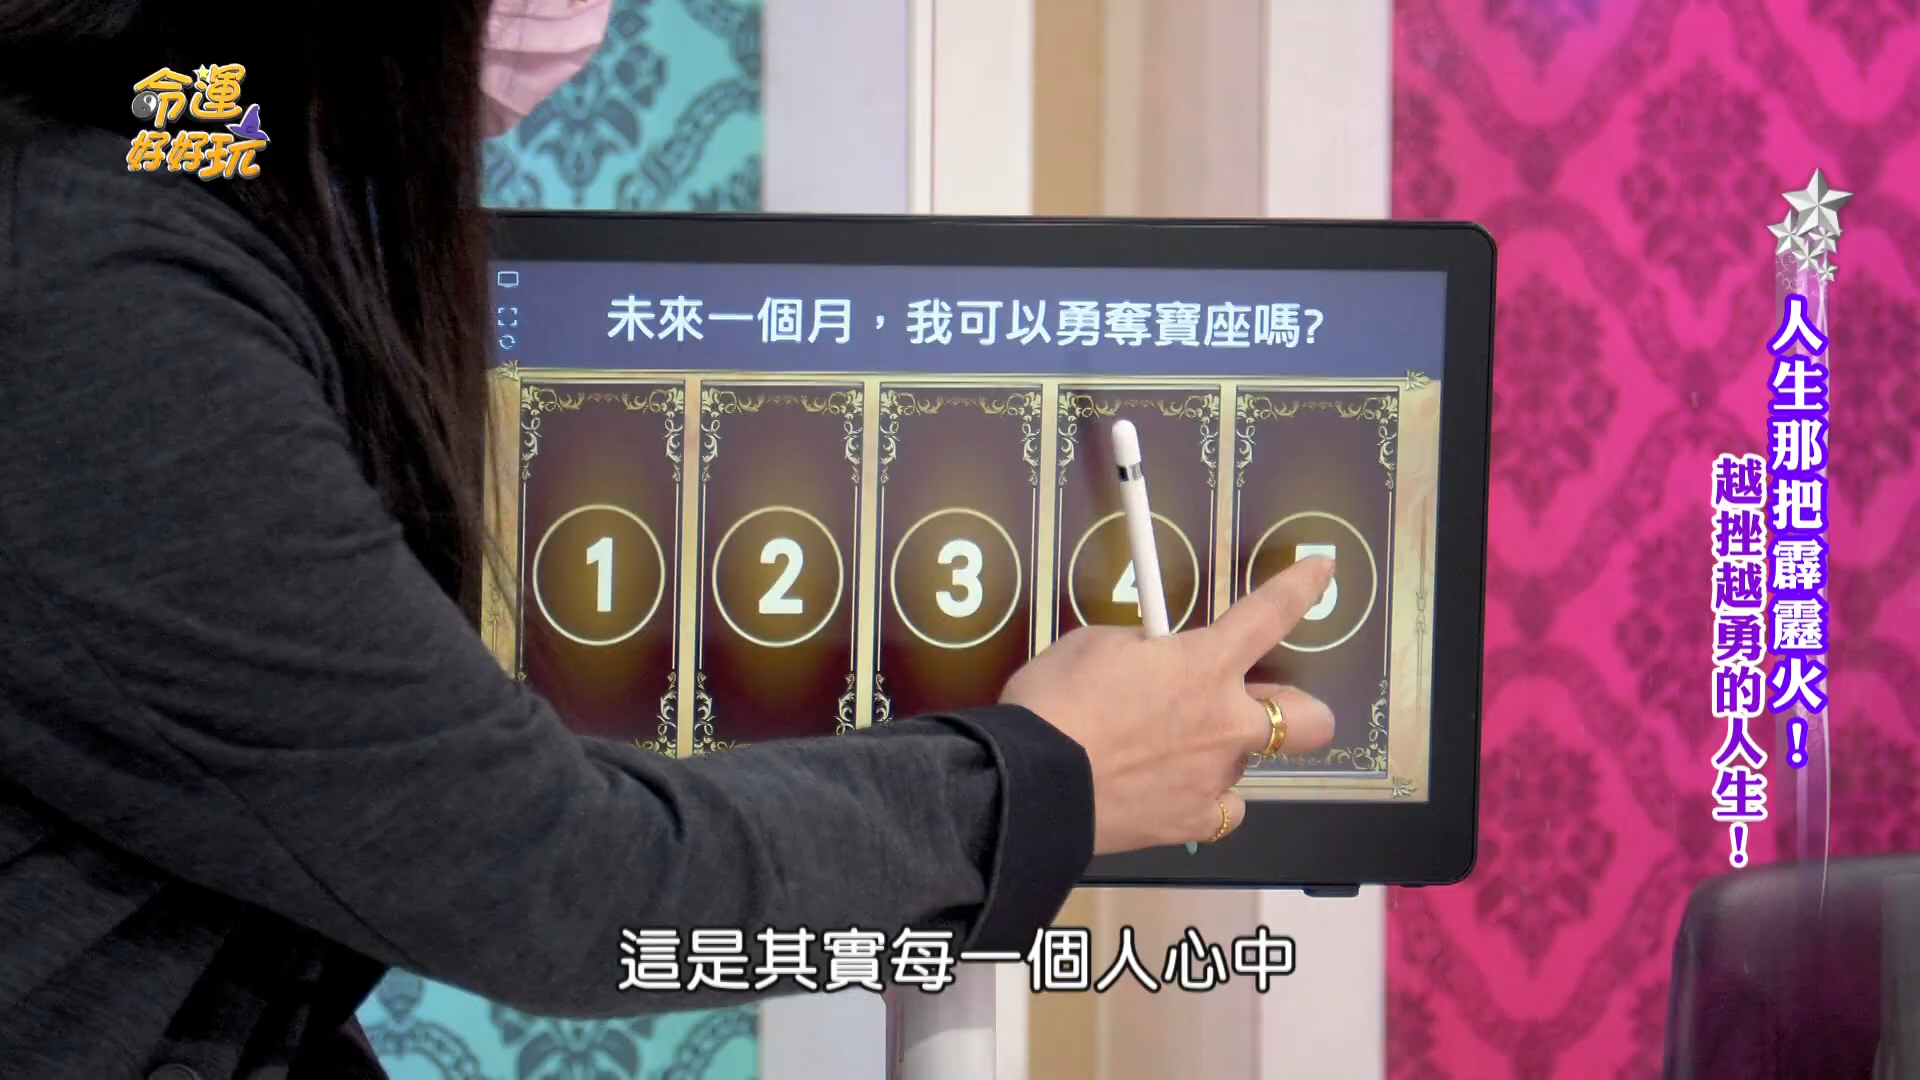 命運
好好玩
未來一個月，我可以勇奪寶座嗎?
1
2
3
4
5
人生那把霹靂火！
越挫越勇的人生！
這是其實每一個人心中